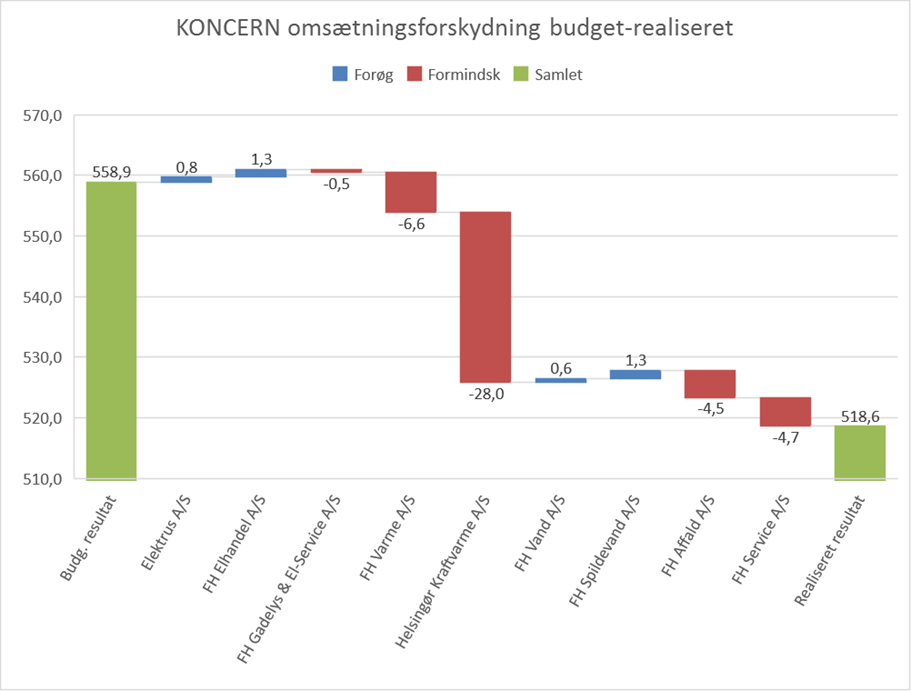 KONCERN omsætningsforskydning budget-realiseret
Forøg Formindsk Samlet
570,0
560,0
550,0
540,0
530,0
520,0
510,0
558,9
0,8
1,3
-0,5
-6,6
-28,0
0,6
1,3
-4,5
-4,7
518,6
Budg. resultat
Elektrus A/S
FH Elhandel A/S
FH Gadelys & El-Service A/S
FH Varme A/S
Helsingør Kraftvarme A/S
FH Vand A/S
FH Spildevand A/S
FH Affald A/S
FH Service A/S
Realiseret resultat